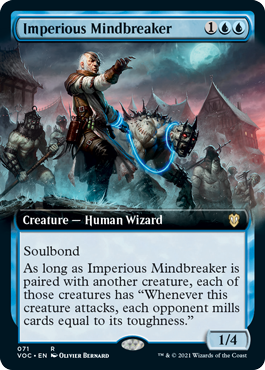 Imperious Mindbreaker 1
Creature — Human Wizard
Soulbond
As long as Imperious Mindbreaker is
paired with another creature, each of
those creatures has “Whenever this
creature attacks, each opponent mills
cards equal to its toughness.”
1/4
071 R
VOC • EN Olivier Bernard ™ & © 2021 Wizards of the Coast